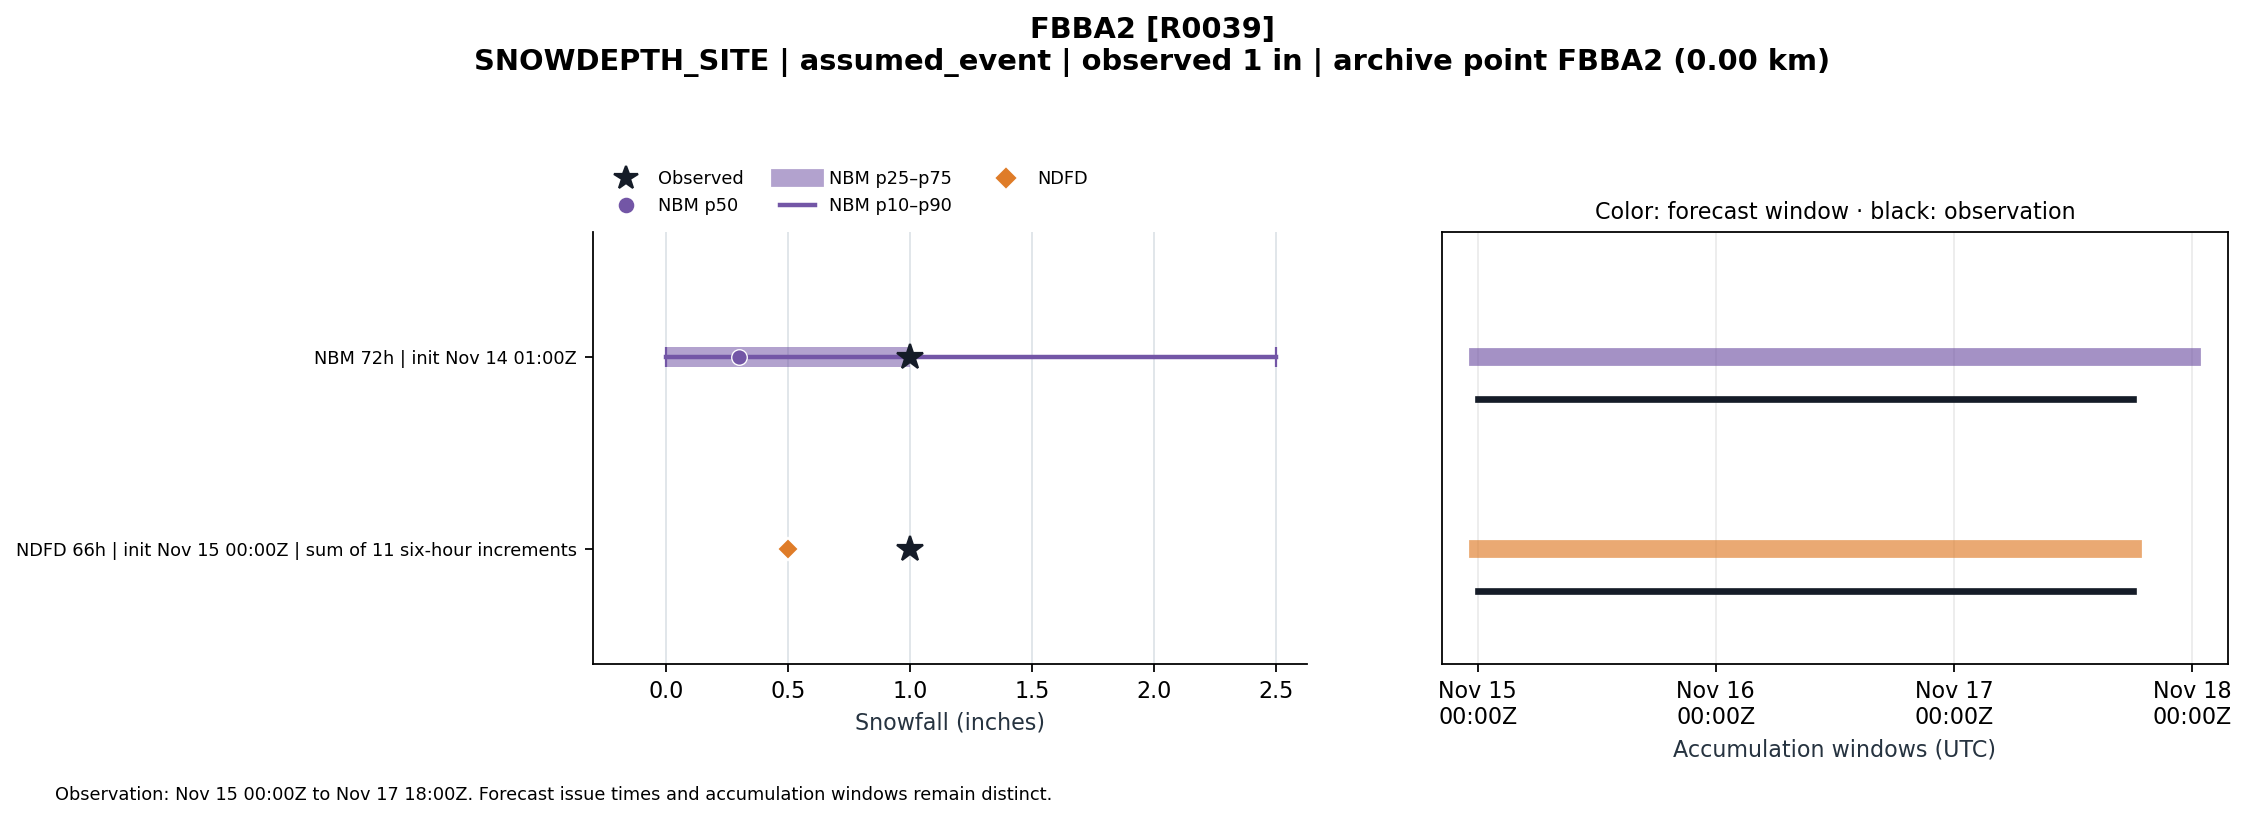 FBBA2 [R0039]
SNOWDEPTH_SITE | assumed_event | observed 1 in | archive point FBBA2 (0.00 km)
Observed
NBM p50
NBM p25–p75
NBM p10–p90
NDFD
NBM 72h | init Nov 14 01:00Z
NDFD 66h | init Nov 15 00:00Z | sum of 11 six-hour increments
0.0 0.5 1.0 1.5 2.0 2.5
Snowfall (inches)
Color: forecast window · black: observation
Nov 15 Nov 16 Nov 17 Nov 18
00:00Z 00:00Z 00:00Z 00:00Z
Accumulation windows (UTC)
Observation: Nov 15 00:00Z to Nov 17 18:00Z. Forecast issue times and accumulation windows remain distinct.